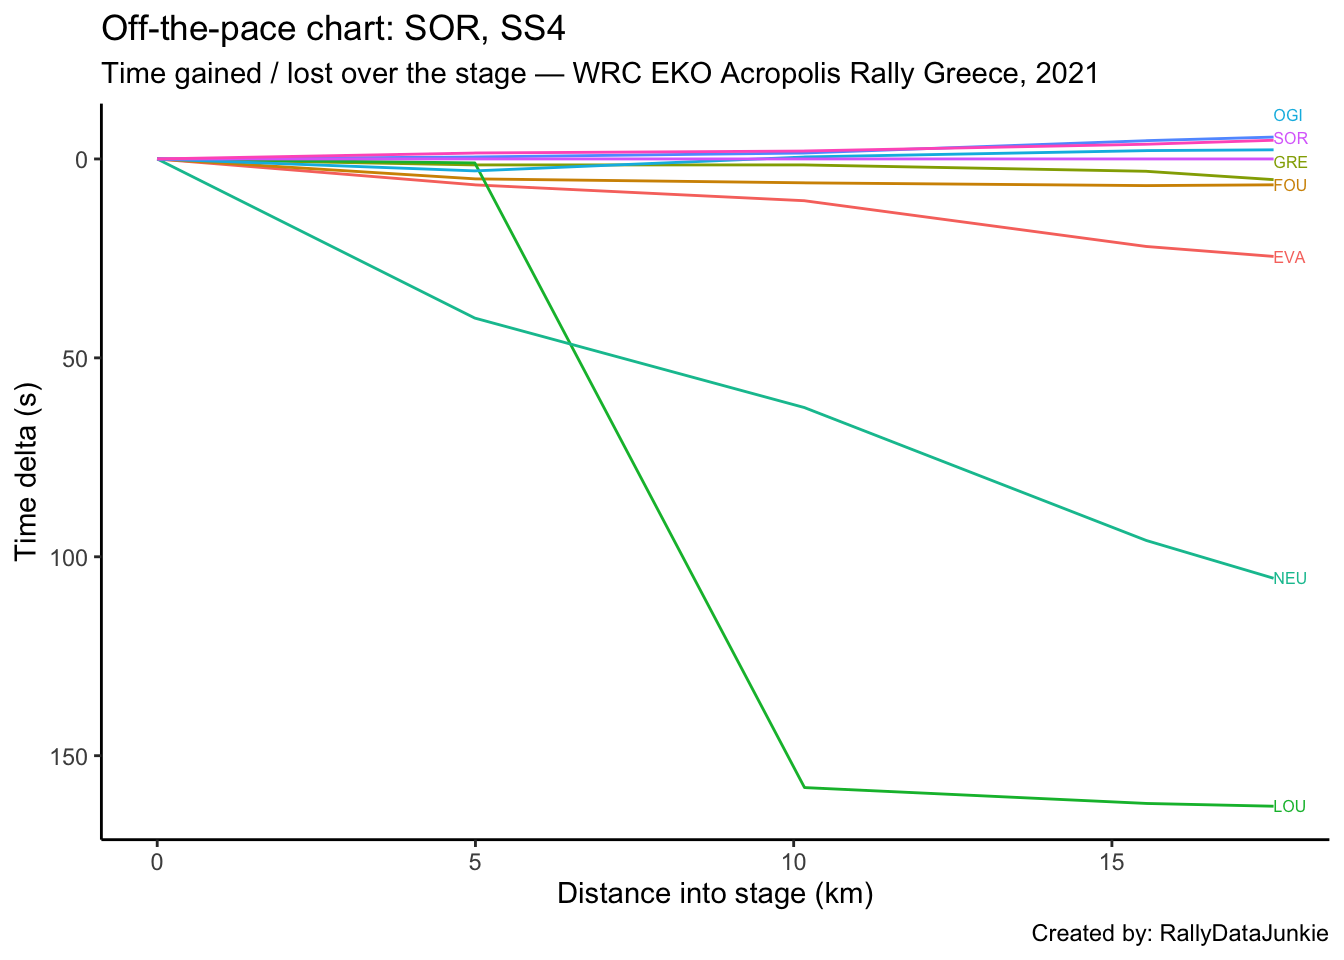 Off-the-pace chart: SOR, SS4
Time gained / lost over the stage — WRC EKO Acropolis Rally Greece, 2021
OGI
SOR
GRE
FOU
EVA
NEU
LOU
0
50
100
150
Time delta (s)
0 5 10 15
Distance into stage (km)
Created by: RallyDataJunkie